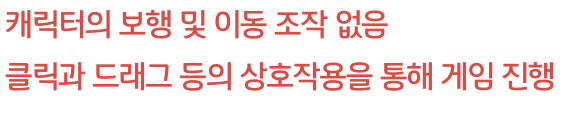 캐릭터의 보행 및 이동 조작 없음
클릭과 드래그 등의 상호작용을 통해 게임 진행